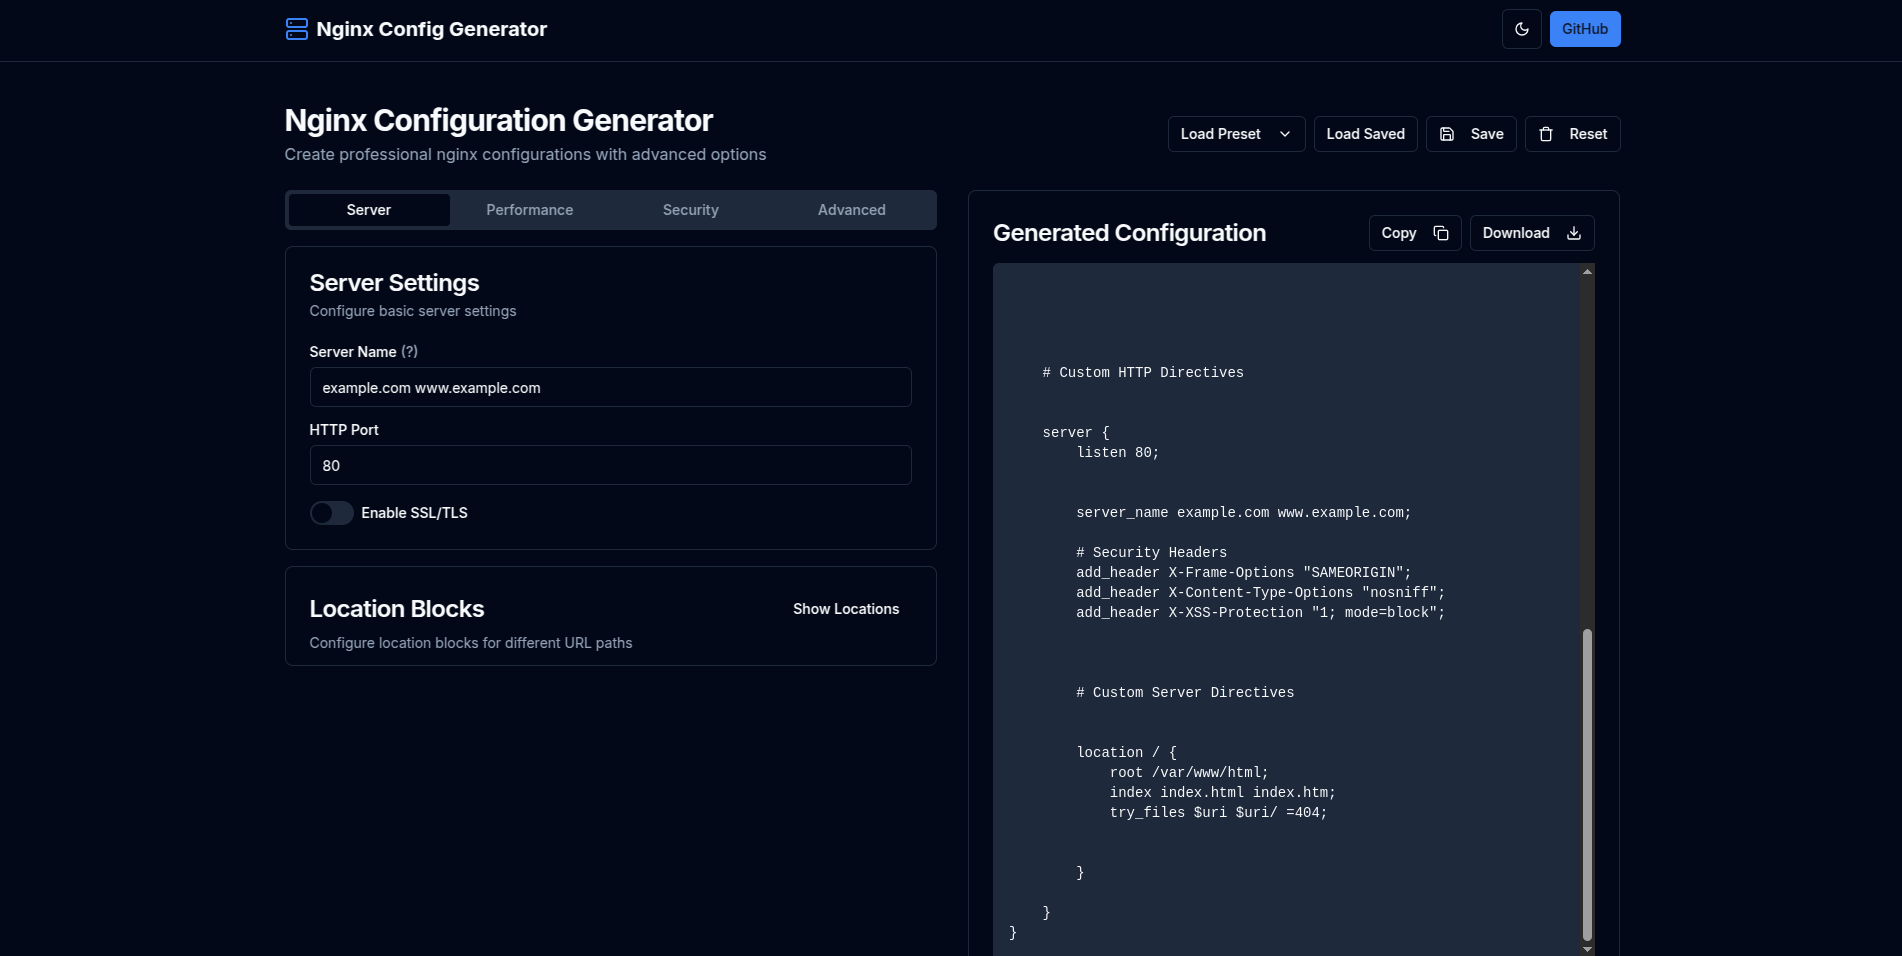 Nginx Config Generator
GitHub
Nginx Configuration Generator
Create professional nginx configurations with advanced options
Load Preset
Load Saved
Save
Reset
Server
Performance
Security
Advanced
Server Settings
Configure basic server settings
Server Name (?)
example.com www.example.com
HTTP Port
80
Enable SSL/TLS
Location Blocks
Show Locations
Configure location blocks for different URL paths
Generated Configuration
Copy
Download
# Custom HTTP Directives
server {
listen 80;
server_name example.com www.example.com;
# Security Headers
add_header X-Frame-Options "SAMEORIGIN";
add_header X-Content-Type-Options "nosniff";
add_header X-XSS-Protection "1; mode=block";
# Custom Server Directives
location / {
root /var/www/html;
index index.html index.htm;
try_files $uri $uri/ =404;
}
}
}